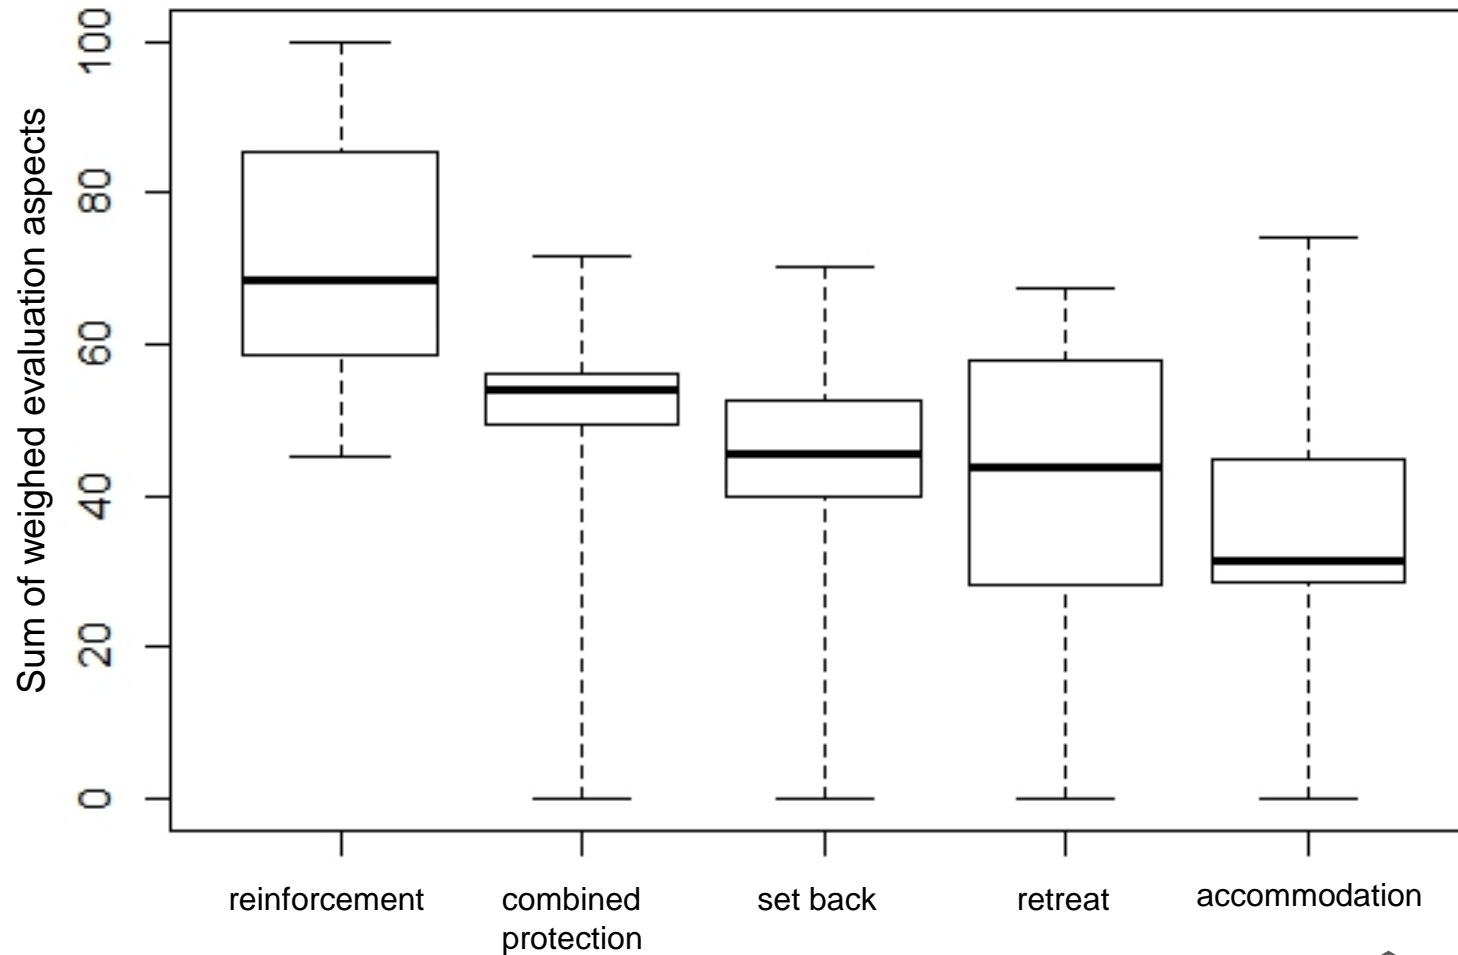 Sum of weighed evaluation aspects
100
80
60
40
20
0
reinforcement
combined
protection
set back
retreat
accommodation